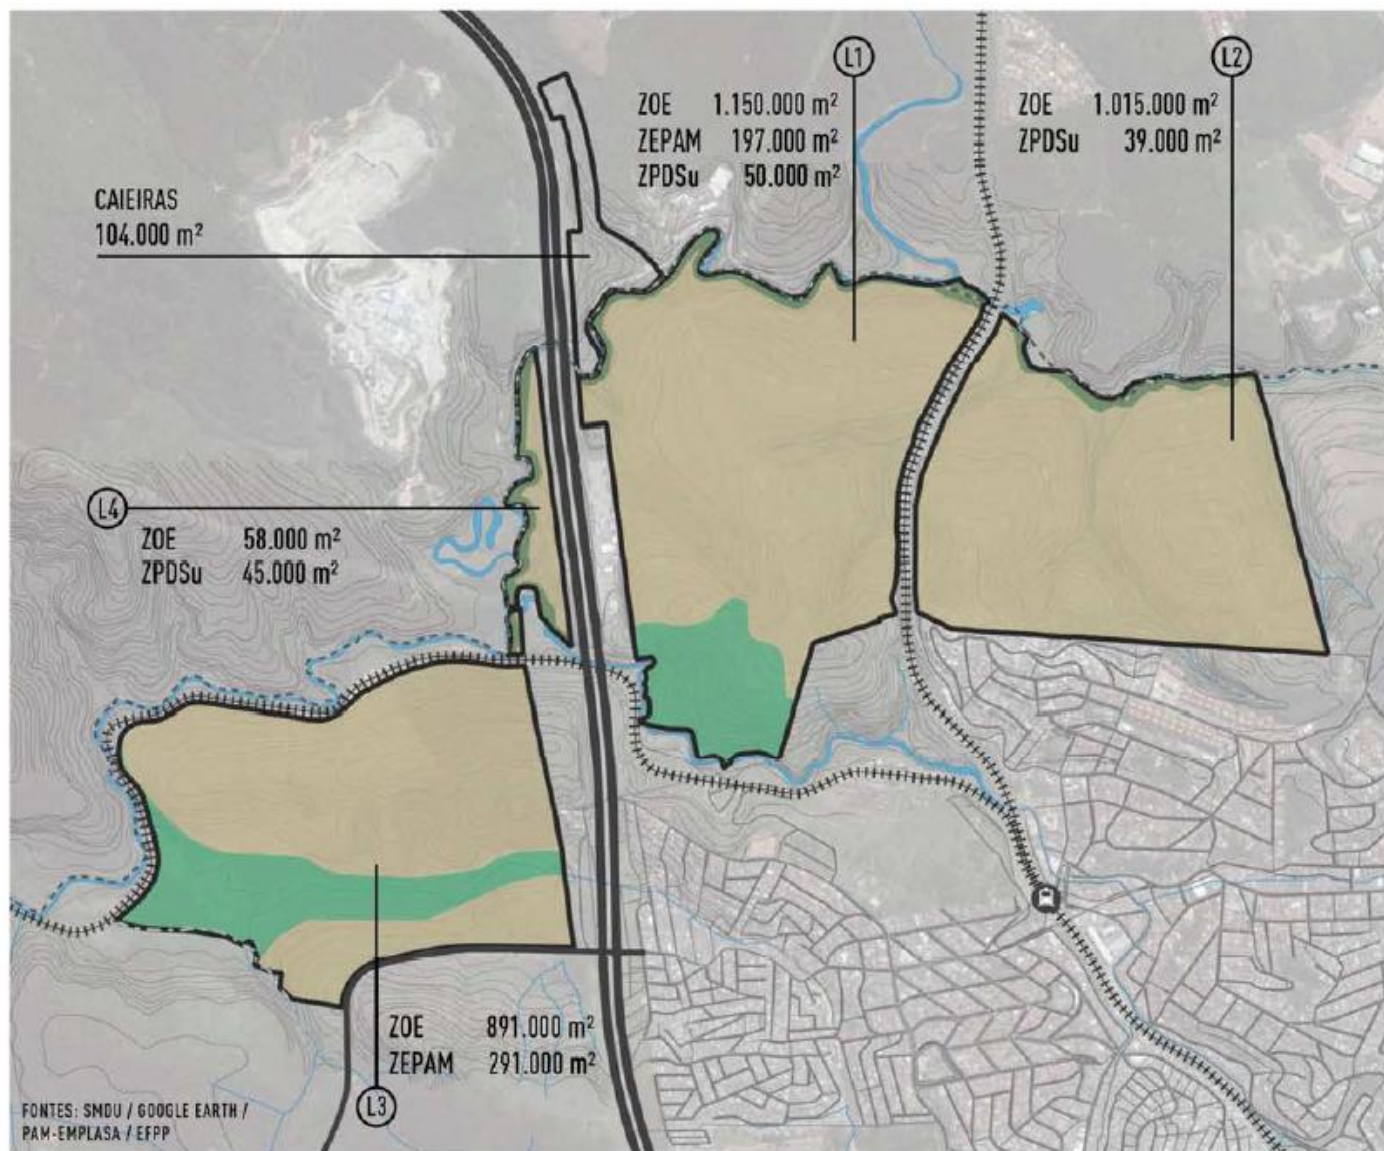 L1
ZOE 1.150.000 m²
ZEPAM 197.000 m²
ZPDSu 50.000 m²
L2
ZOE 1.015.000 m²
ZPDSu 39.000 m²
CAIEIRAS
104.000 m²
L4
ZOE 58.000 m²
ZPDSu 45.000 m²
ZOE 891.000 m²
ZEPAM 291.000 m²
L3
FONTES: SMDU / GOOGLE EARTH /
PAM-EMPLASA / EFPP